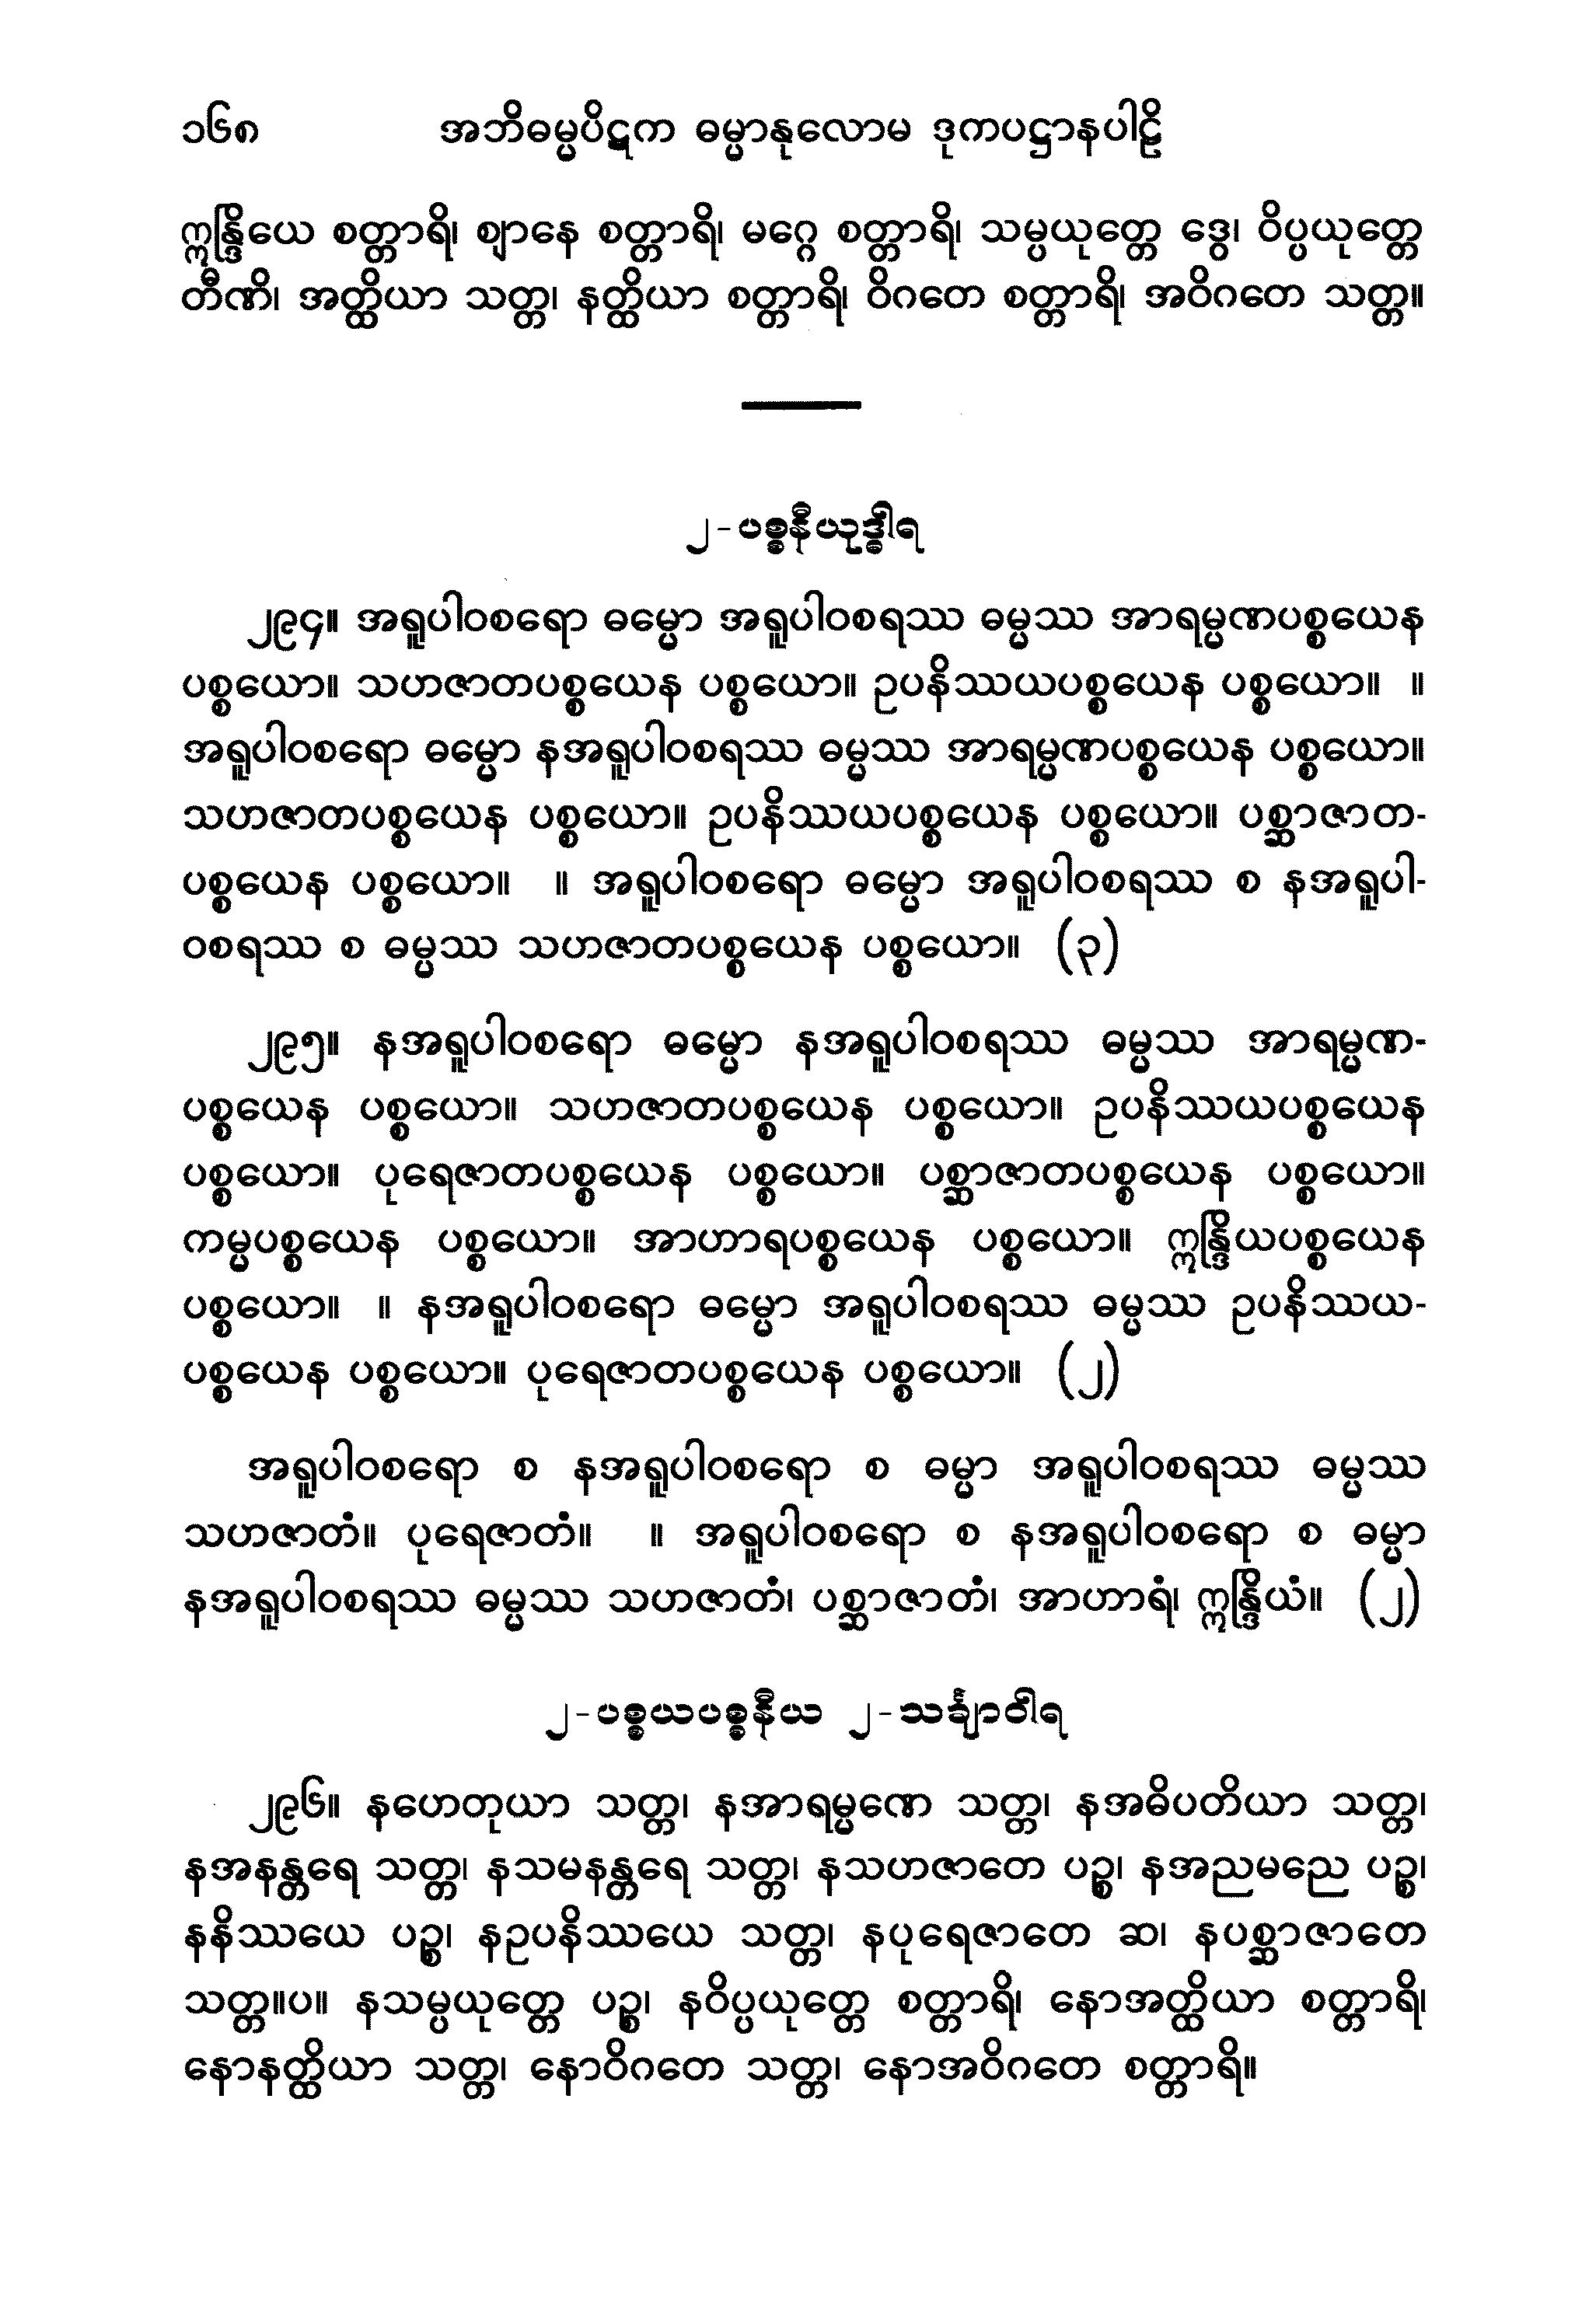 ၁၆၈ အဘိဓမ္မပိဋက ဓမ္မာနုလောမ ဒုကပဋ္ဌာနပါဠိ
ဣန္ဒြိယေ စတ္တာရိ၊ ဈာနေ စတ္တာရိ၊ မဂ္ဂေ စတ္တာရိ၊ သမ္ပယုတ္တေ ဒွေ၊ ဝိပ္ပယုတ္တေ
တီဏိ၊ အတ္ထိယာ သတ္တ၊ နတ္ထိယာ စတ္တာရိ၊ ဝိဂတေ စတ္တာရိ၊ အဝိဂတေ သတ္တ။
၂-ပစ္စနီယုဒ္ဓါရ
၂၉၄။ အရူပါဝစရော ဓမ္မော အရူပါဝစရဿ ဓမ္မဿ အာရမ္မဏပစ္စယေန
ပစ္စယော။ သဟဇာတပစ္စယေန ပစ္စယော။ ဥပနိဿယပစ္စယေန ပစ္စယော။ ။
အရူပါဝစရော ဓမ္မော နအရူပါဝစရဿ ဓမ္မဿ အာရမ္မဏပစ္စယေန ပစ္စယော။
သဟဇာတပစ္စယေန ပစ္စယော။ ဥပနိဿယပစ္စယေန ပစ္စယော။ ပစ္ဆာဇာတ-
ပစ္စယေန ပစ္စယော။ ။ အရူပါဝစရော ဓမ္မော အရူပါဝစရဿ စ နအရူပါ-
ဝစရဿ စ ဓမ္မဿ သဟဇာတပစ္စယေန ပစ္စယော။ (၃)
၂၉၅။ နအရူပါဝစရော ဓမ္မော နအရူပါဝစရဿ ဓမ္မဿ အာရမ္မဏ-
ပစ္စယေန ပစ္စယော။ သဟဇာတပစ္စယေန ပစ္စယော။ ဥပနိဿယပစ္စယေန
ပစ္စယော။ ပုရေဇာတပစ္စယေန ပစ္စယော။ ပစ္ဆာဇာတပစ္စယေန ပစ္စယော။
ကမ္မပစ္စယေန ပစ္စယော။ အာဟာရပစ္စယေန ပစ္စယော။ ဣန္ဒြိယပစ္စယေန
ပစ္စယော။ ။ နအရူပါဝစရော ဓမ္မော အရူပါဝစရဿ ဓမ္မဿ ဥပနိဿယ-
ပစ္စယေန ပစ္စယော။ ပုရေဇာတပစ္စယေန ပစ္စယော။ (၂)
အရူပါဝစရော စ နအရူပါဝစရော စ ဓမ္မာ အရူပါဝစရဿ ဓမ္မဿ
သဟဇာတံ။ ပုရေဇာတံ။ ။ အရူပါဝစရော စ နအရူပါဝစရော စ ဓမ္မာ
နအရူပါဝစရဿ ဓမ္မဿ သဟဇာတံ၊ ပစ္ဆာဇာတံ၊ အာဟာရံ၊ ဣန္ဒြိယံ။ (၂)
၂-ပစ္စယပစ္စနီယ ၂-သင်္ချာဝါရ
၂၉၆။ နဟေတုယာ သတ္တ၊ နအာရမ္မဏေ သတ္တ၊ နအဓိပတိယာ သတ္တ၊
နအနန္တရေ သတ္တ၊ နသမနန္တရေ သတ္တ၊ နသဟဇာတေ ပဉ္စ၊ နအညမညေ ပဉ္စ၊
နနိဿယေ ပဉ္စ၊ နဥပနိဿယေ သတ္တ၊ နပုရေဇာတေ ဆ၊ နပစ္ဆာဇာတေ
သတ္တ။ပ။ နသမ္ပယုတ္တေ ပဉ္စ၊ နဝိပ္ပယုတ္တေ စတ္တာရိ၊ နောအတ္ထိယာ စတ္တာရိ၊
နောနတ္ထိယာ သတ္တ၊ နောဝိဂတေ သတ္တ၊ နောအဝိဂတေ စတ္တာရိ။